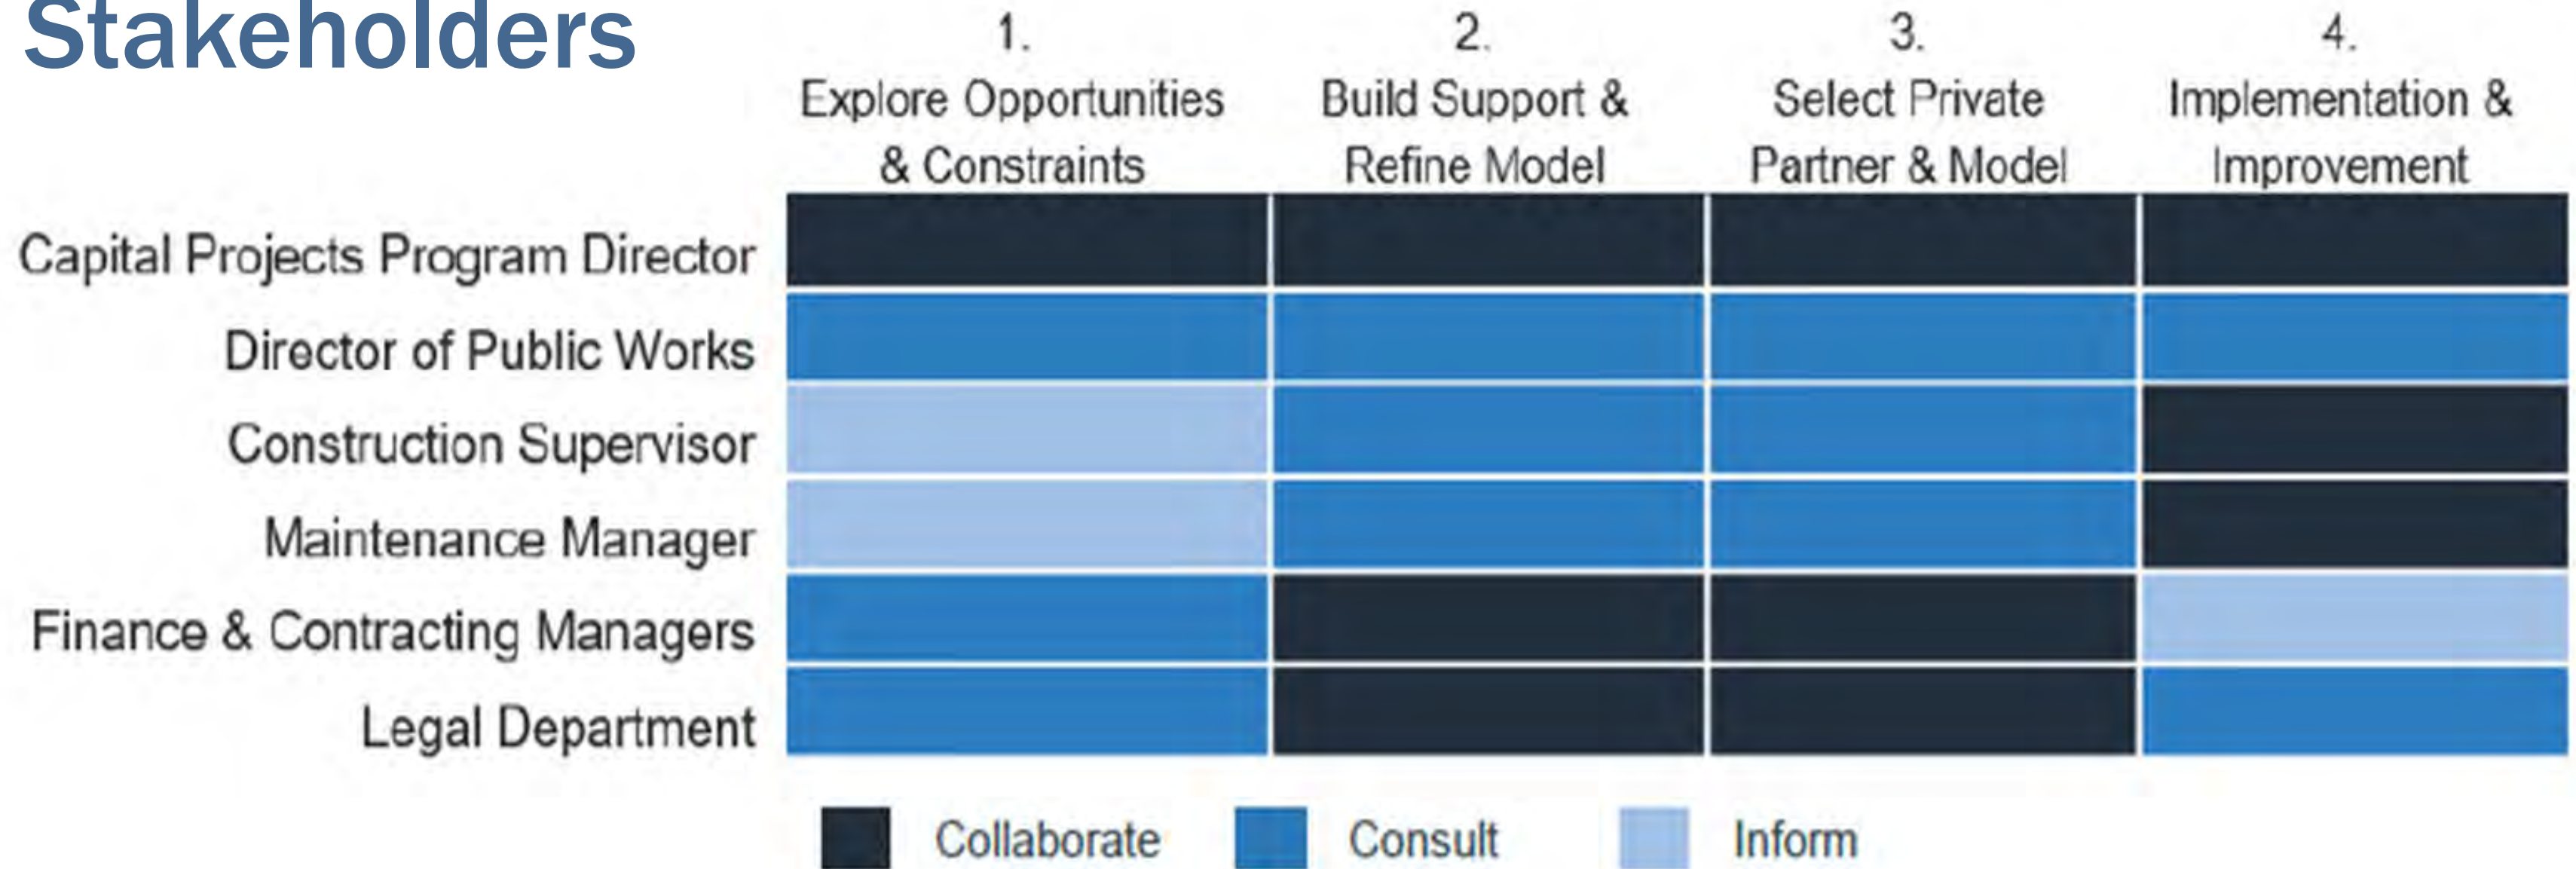 Stakeholders
1.
Explore Opportunities
& Constraints
2.
Build Support &
Refine Model
3.
Select Private
Partner & Model
4.
Implementation &
Improvement
Capital Projects Program Director
Director of Public Works
Construction Supervisor
Maintenance Manager
Finance & Contracting Managers
Legal Department
Collaborate
Consult
Inform